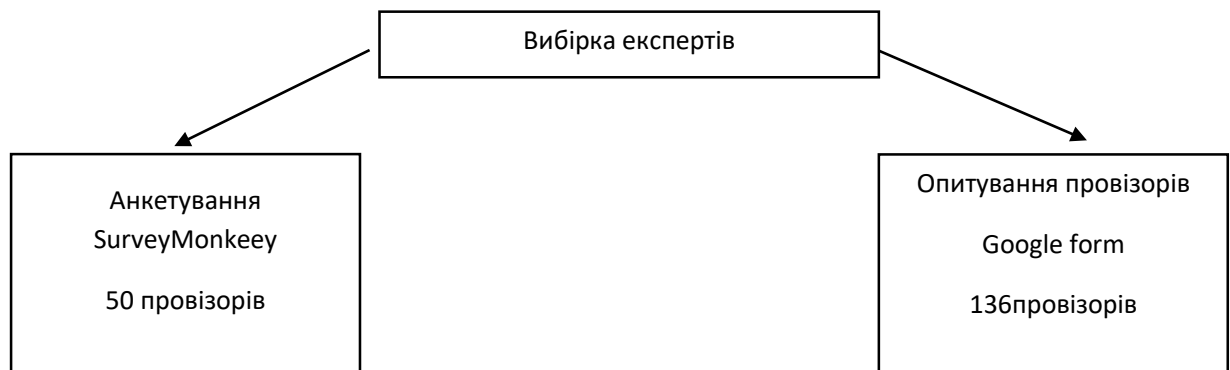 Вибірка експертів
Анкетування
SurveyMonkeey
50 провізорів
Опитування провізорів
Google form
136провізорів